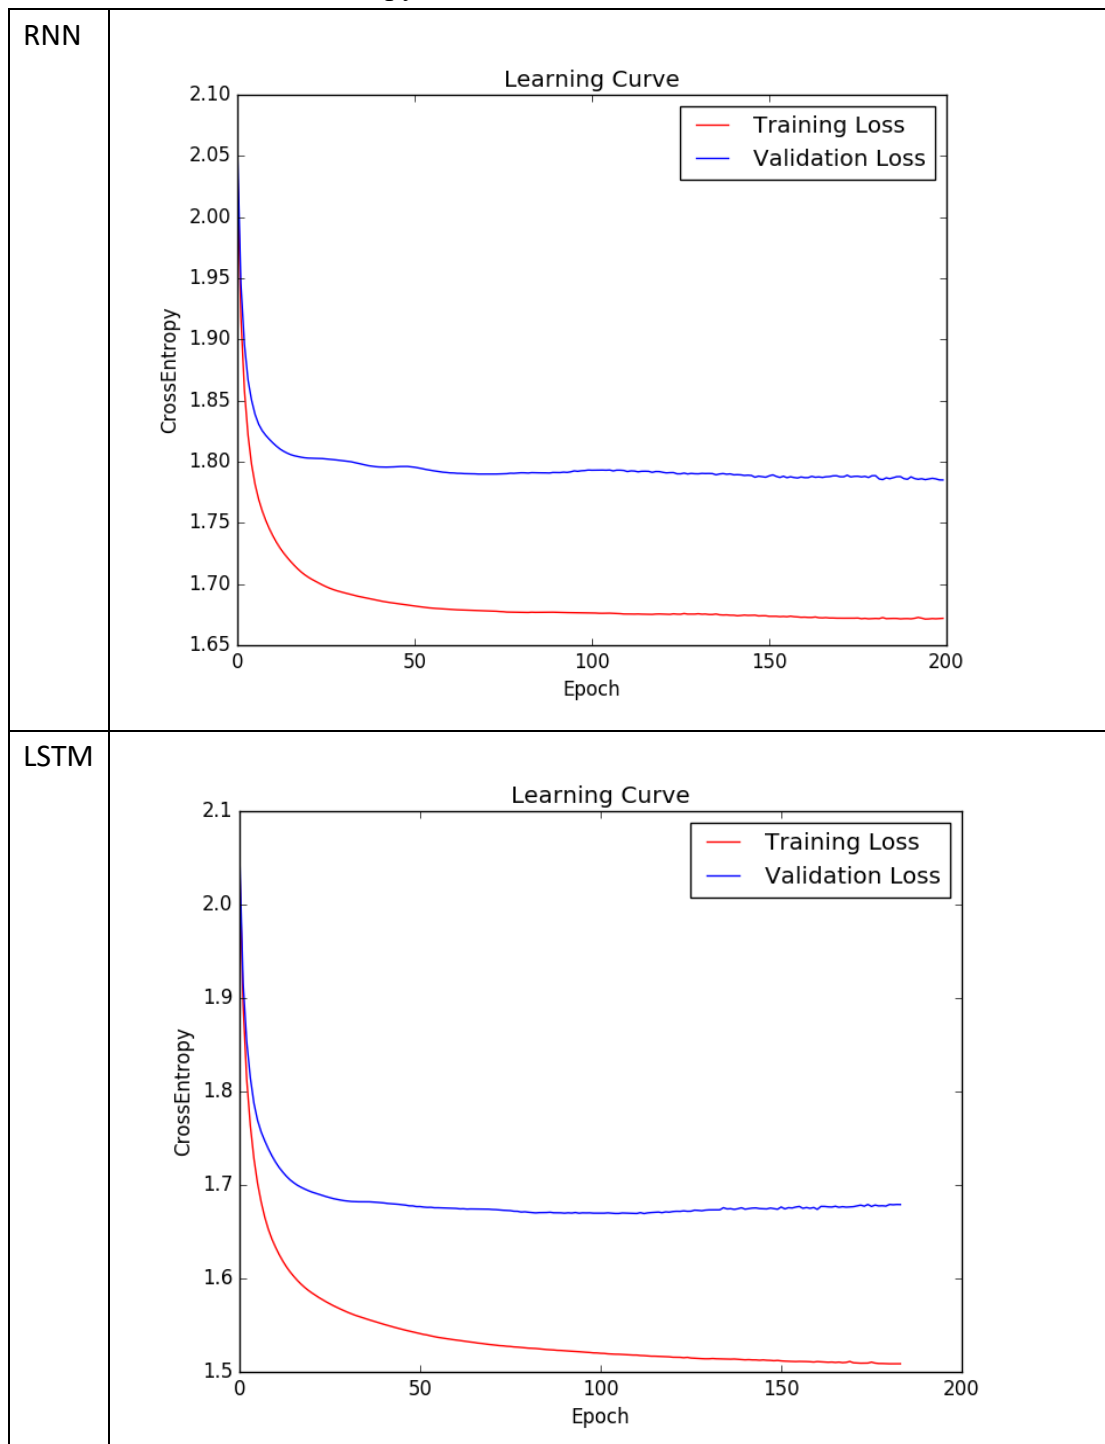 RNN
Learning Curve
2.10
2.05
2.00
1.95
1.90
1.85
1.80
1.75
1.70
1.65
CrossEntropy
Training Loss
Validation Loss
0 50 100 150 200
Epoch
LSTM
Learning Curve
2.1
2.0
1.9
1.8
1.7
1.6
1.5
CrossEntropy
Training Loss
Validation Loss
0 50 100 150 200
Epoch